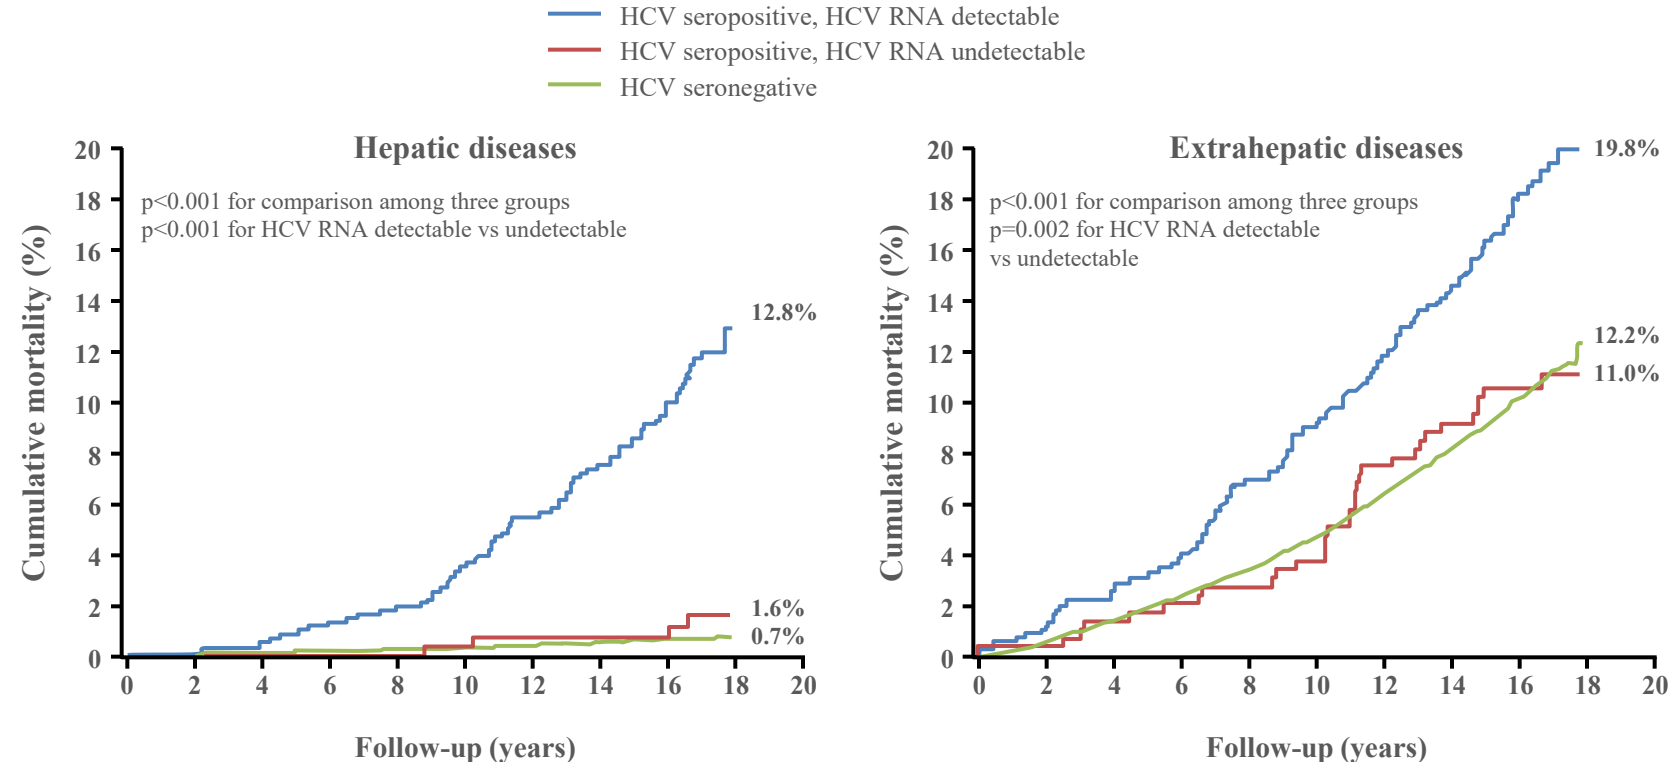 HCV seropositive, HCV RNA detectable
HCV seropositive, HCV RNA undetectable
HCV seronegative
Hepatic diseases
p<0.001 for comparison among three groups
p<0.001 for HCV RNA detectable vs undetectable
Cumulative mortality (%)
20
18
16
14
12
10
8
6
4
2
0
12.8%
1.6%
0.7%
0 2 4 6 8 10 12 14 16 18 20
Follow-up (years)
Extrahepatic diseases
p<0.001 for comparison among three groups
p=0.002 for HCV RNA detectable
vs undetectable
Cumulative mortality (%)
20
18
16
14
12
10
8
6
4
2
0
19.8%
12.2%
11.0%
0 2 4 6 8 10 12 14 16 18 20
Follow-up (years)